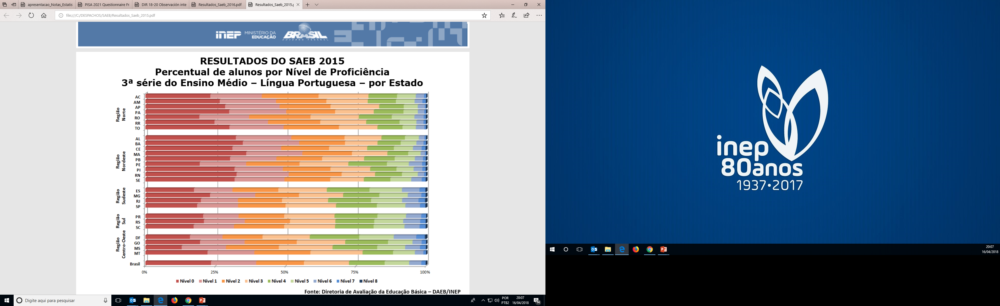 apresentacao_Notas_Estatis
PISA 2021 Questionnaire Fr
DIR 18-20 Observación inte
Resultados_Saeb_2016.pdf
Resultados_Saeb_2015.p
file:///C:/DESPACHOS/SAEB/Resultados_Saeb_2015.pdf
inep MINISTÉRIO DA EDUCAÇÃO BRASIL GOVERNO FEDERAL
RESULTADOS DO SAEB 2015
Percentual de alunos por Nível de Proficiência
3ª série do Ensino Médio – Língua Portuguesa – por Estado
Região Norte
AC
AM
AP
PA
RO
RR
TO
Região Nordeste
AL
BA
CE
MA
PB
PE
PI
RN
SE
Região Sudeste
ES
MG
RJ
SP
Região Sul
PR
RS
SC
Região Centro-Oeste
DF
GO
MS
MT
Brasil
0% 25% 50% 75% 100%
Nível 0 Nível 1 Nível 2 Nível 3 Nível 4 Nível 5 Nível 6 Nível 7 Nível 8
Fonte: Diretoria de Avaliação da Educação Básica – DAEB/INEP
Digite aqui para pesquisar
POR
PTB2
20:07
16/04/2018
14
inep
80anos
1937•2017
20:07
16/04/2018